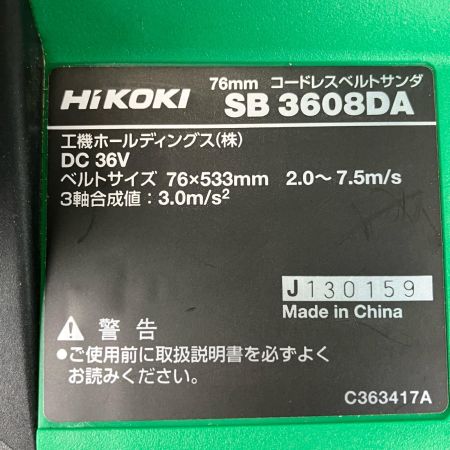 76mm コードレスベルトサンダ
HiKOKI SB 3608DA
工機ホールディングス(株)
DC 36V
ベルトサイズ 76×533mm 2.0～7.5m/s
3軸合成値：3.0m/s²
J130159
Made in China
警告
●ご使用前に取扱説明書を必ずよく
お読みください。
C363417A